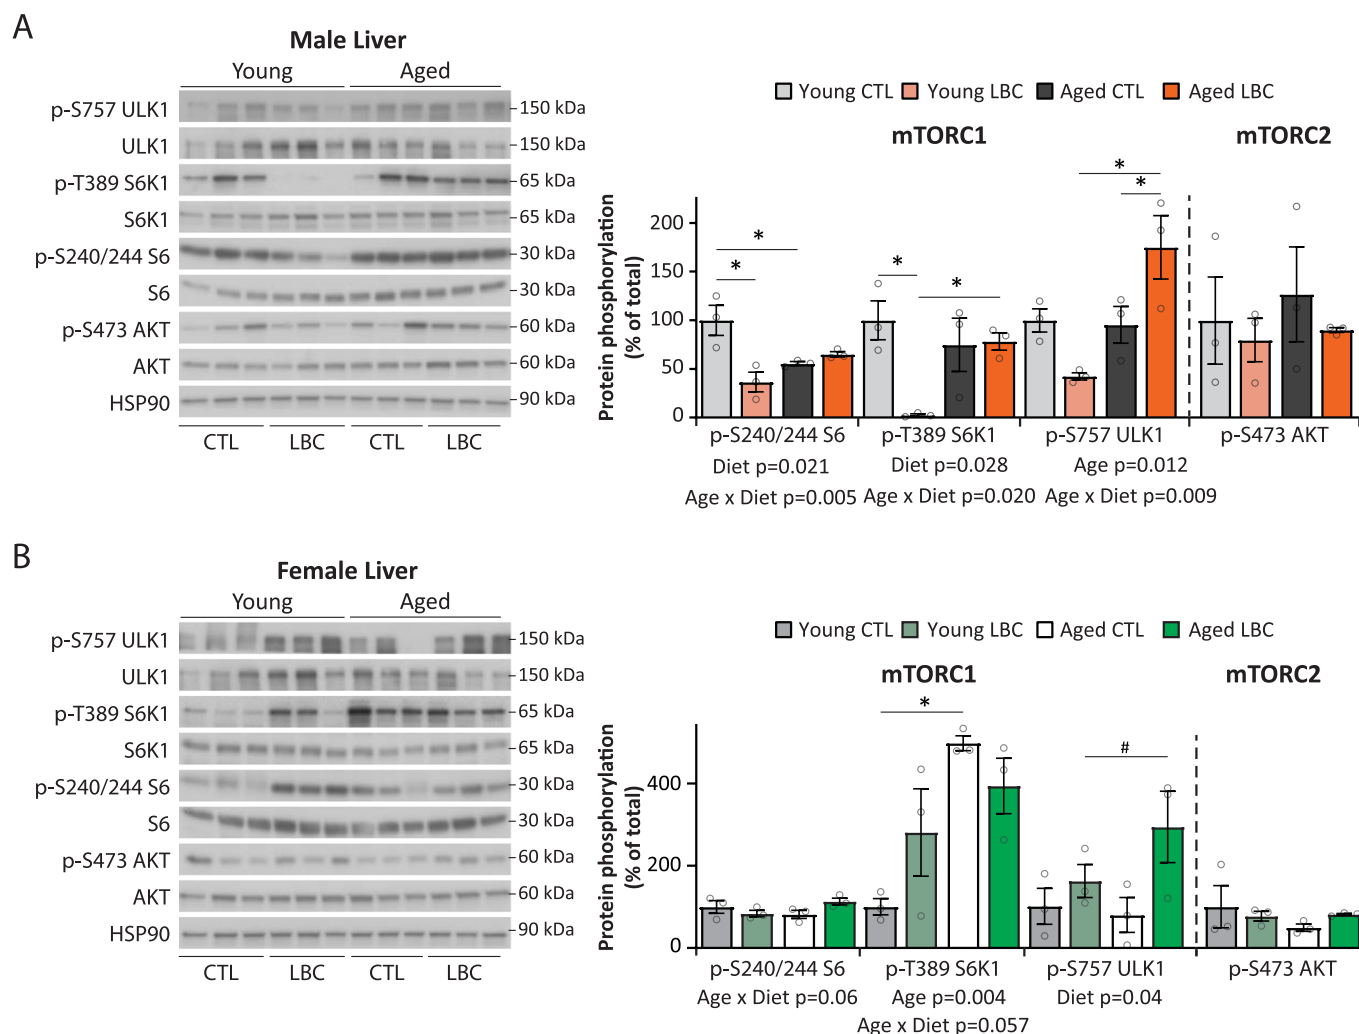 A
Male Liver
Young Aged
p-S757 ULK1 150 kDa
ULK1 150 kDa
p-T389 S6K1 65 kDa
S6K1 65 kDa
p-S240/244 S6 30 kDa
S6 30 kDa
p-S473 AKT 60 kDa
AKT 60 kDa
HSP90 90 kDa
CTL LBC CTL LBC
Young CTL Young LBC Aged CTL Aged LBC
mTORC1 mTORC2
Protein phosphorylation
(% of total)
200
150
100
50
0
* * * * * *
p-S240/244 S6 p-T389 S6K1 p-S757 ULK1 p-S473 AKT
Diet p=0.021 Diet p=0.028 Age p=0.012
Age x Diet p=0.005 Age x Diet p=0.020 Age x Diet p=0.009
B
Female Liver
Young Aged
p-S757 ULK1 150 kDa
ULK1 150 kDa
p-T389 S6K1 65 kDa
S6K1 65 kDa
p-S240/244 S6 30 kDa
S6 30 kDa
p-S473 AKT 60 kDa
AKT 60 kDa
HSP90 90 kDa
CTL LBC CTL LBC
Young CTL Young LBC Aged CTL Aged LBC
mTORC1 mTORC2
Protein phosphorylation
(% of total)
400
200
0
* #
p-S240/244 S6 p-T389 S6K1 p-S757 ULK1 p-S473 AKT
Age x Diet p=0.06 Age p=0.004 Diet p=0.04
Age x Diet p=0.057